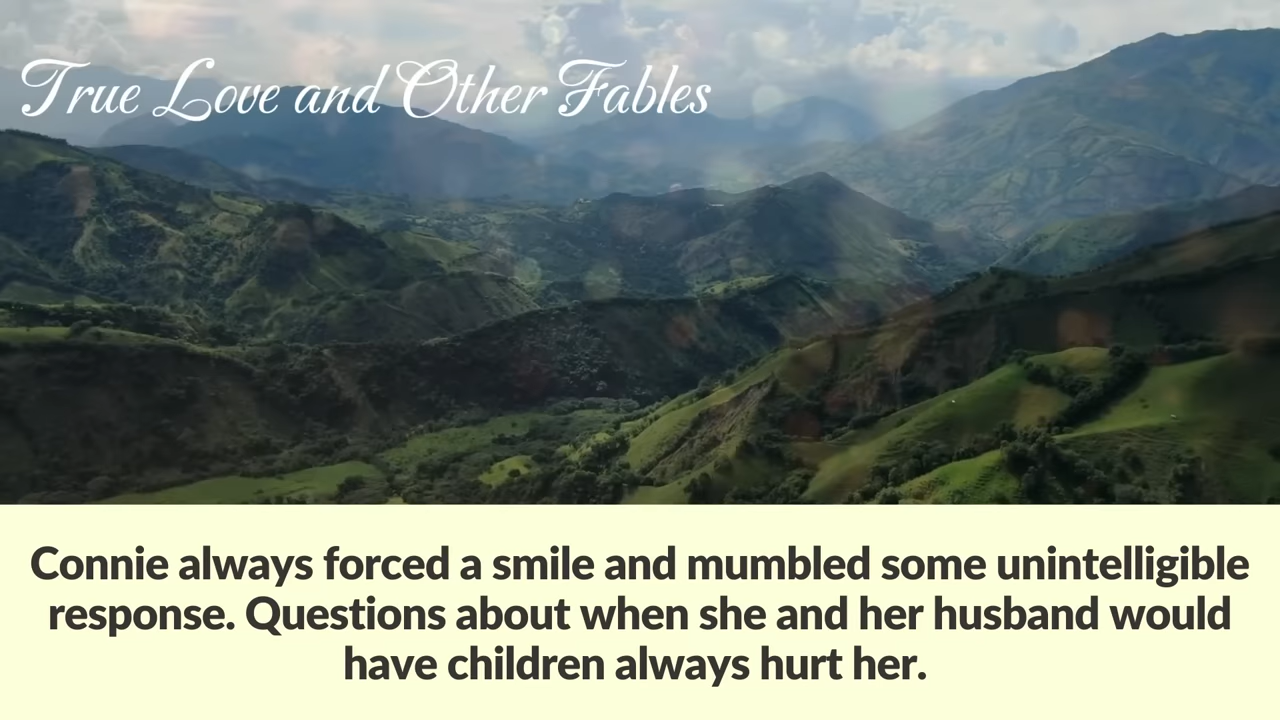 True Love and Other Fables
Connie always forced a smile and mumbled some unintelligible
response. Questions about when she and her husband would
have children always hurt her.